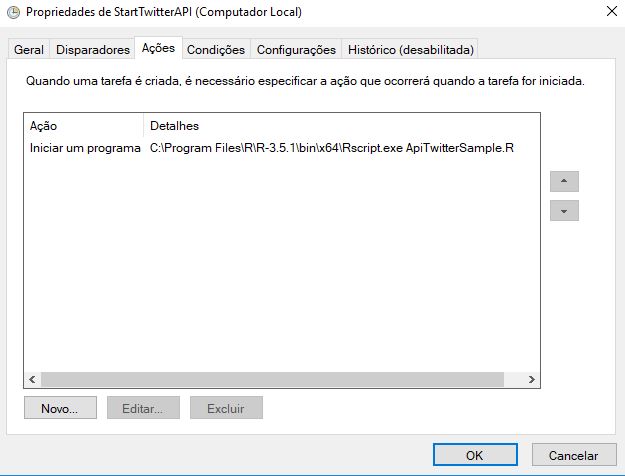 Propriedades de StartTwitterAPI (Computador Local)
Geral Disparadores Ações Condições Configurações Histórico (desabilitada)
Quando uma tarefa é criada, é necessário especificar a ação que ocorrerá quando a tarefa for iniciada.
Ação Detalhes
Iniciar um programa C:\Program Files\R\R-3.5.1\bin\x64\Rscript.exe ApiTwitterSample.R
Novo... Editar... Excluir
OK Cancelar